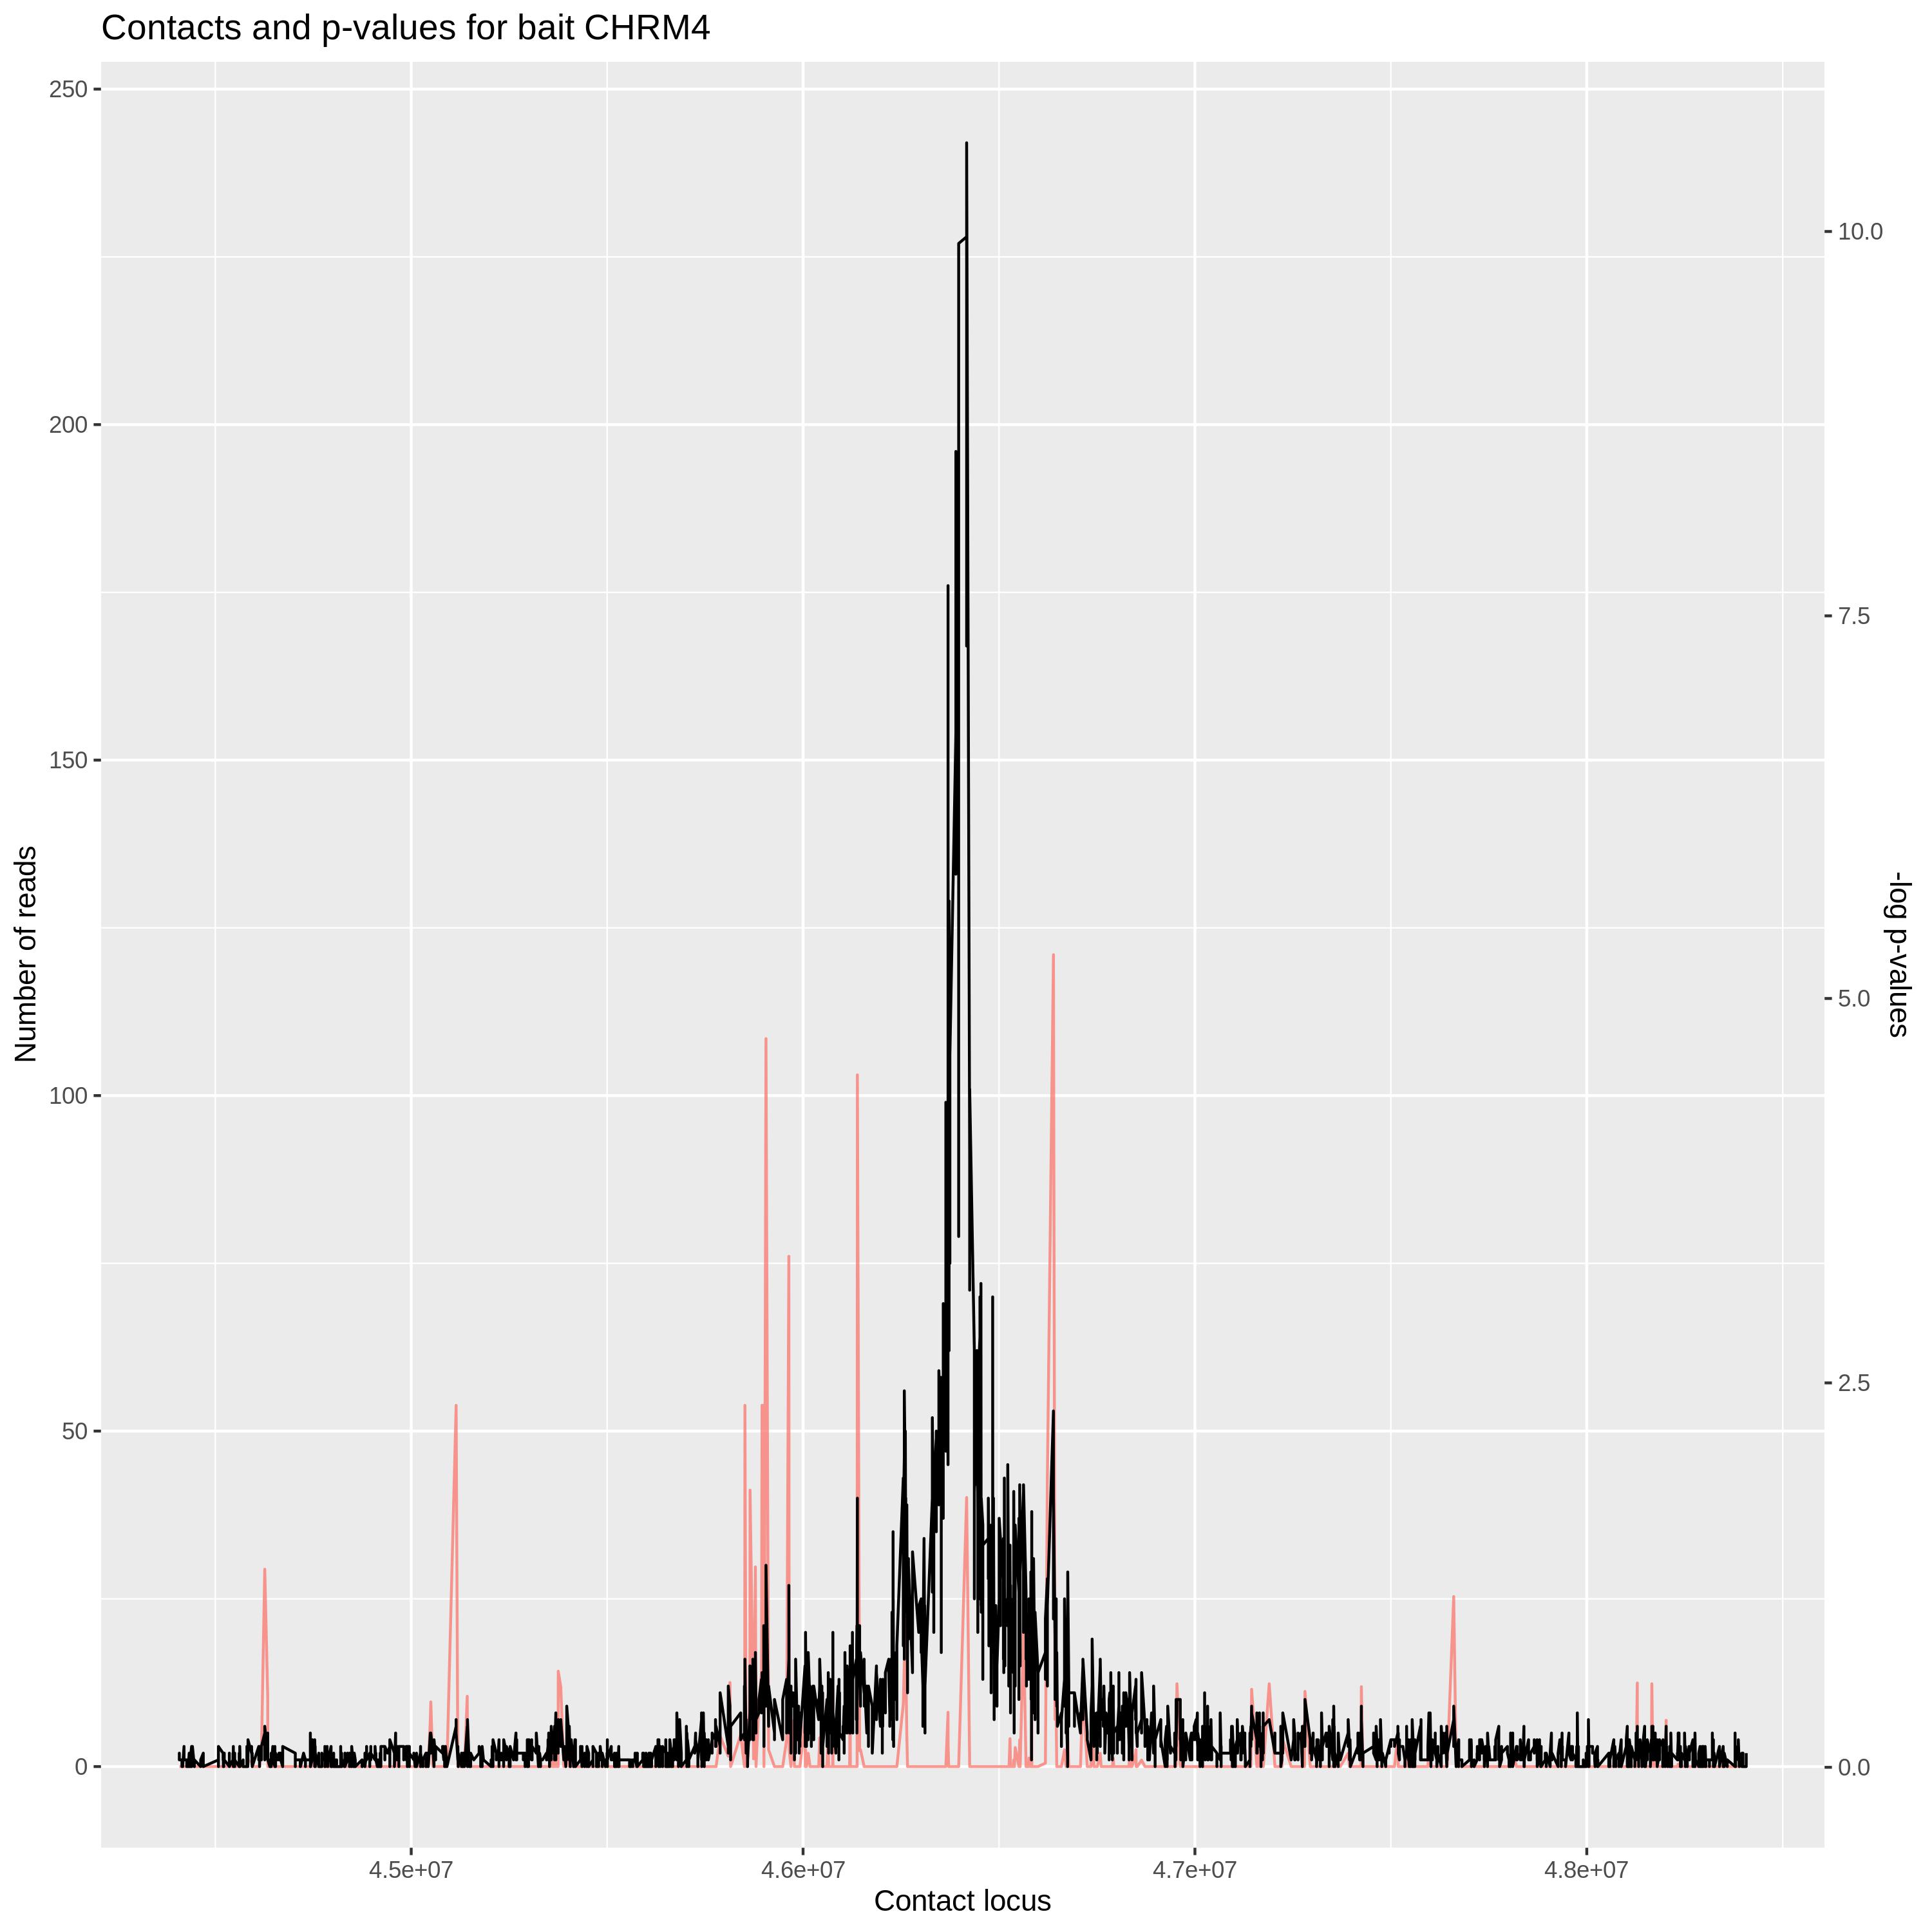 Contacts and p-values for bait CHRM4
250
200
150
100
50
0
Number of reads
10.0
7.5
5.0
2.5
0.0
-log p-values
4.5e+07 4.6e+07 4.7e+07 4.8e+07
Contact locus